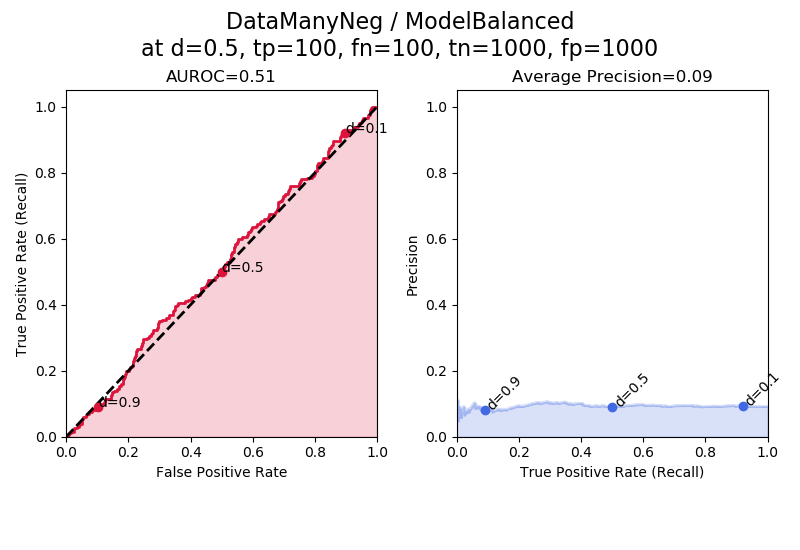 DataManyNeg / ModelBalanced
at d=0.5, tp=100, fn=100, tn=1000, fp=1000
AUROC=0.51
1.0
0.8
0.6
0.4
0.2
0.0
True Positive Rate (Recall)
d=0.1
d=0.5
d=0.9
0.0 0.2 0.4 0.6 0.8 1.0
False Positive Rate
Average Precision=0.09
1.0
0.8
0.6
0.4
0.2
0.0
Precision
d=0.9
d=0.5
d=0.1
0.0 0.2 0.4 0.6 0.8 1.0
True Positive Rate (Recall)